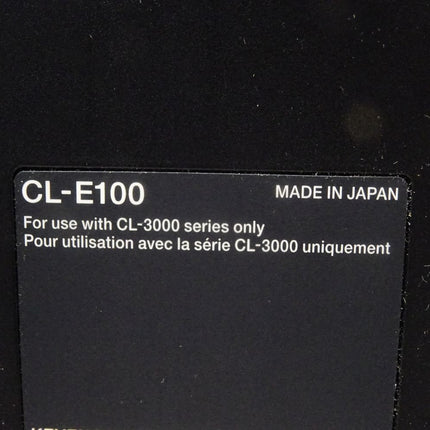 CL-E100 MADE IN JAPAN
For use with CL-3000 series only
Pour utilisation avec la série CL-3000 uniquement